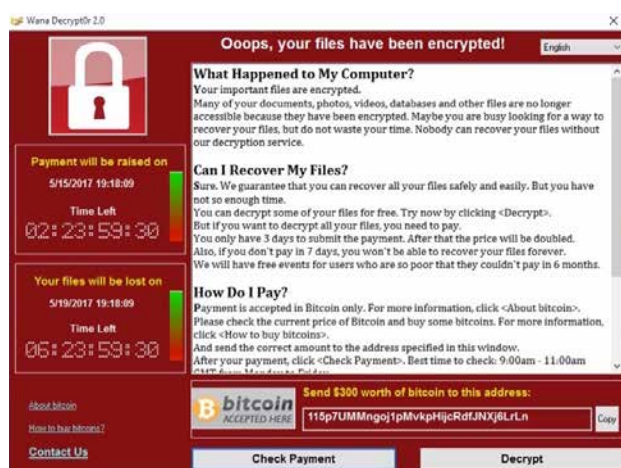 Wana Decrypt0r 2.0
Ooops, your files have been encrypted!
English
Payment will be raised on
5/15/2017 19:18:09
Time Left
02:23:59:30
Your files will be lost on
5/19/2017 19:18:09
Time Left
06:23:59:30
About bitcoin
How to buy bitcoins?
Contact Us
What Happened to My Computer?
Your important files are encrypted.
Many of your documents, photos, videos, databases and other files are no longer
accessible because they have been encrypted. Maybe you are busy looking for a way to
recover your files, but do not waste your time. Nobody can recover your files without
our decryption service.
Can I Recover My Files?
Sure. We guarantee that you can recover all your files safely and easily. But you have
not so enough time.
You can decrypt some of your files for free. Try now by clicking <Decrypt>.
But if you want to decrypt all your files, you need to pay.
You only have 3 days to submit the payment. After that the price will be doubled.
Also, if you don't pay in 7 days, you won't be able to recover your files forever.
We will have free events for users who are so poor that they couldn't pay in 6 months.
How Do I Pay?
Payment is accepted in Bitcoin only. For more information, click <About bitcoin>.
Please check the current price of Bitcoin and buy some bitcoins. For more information,
click <How to buy bitcoins>.
And send the correct amount to the address specified in this window.
After your payment, click <Check Payment>. Best time to check: 9:00am - 11:00am
GMT from Monday to Friday.
bitcoin
ACCEPTED HERE
Send $300 worth of bitcoin to this address:
115p7UMMngoj1pMvkpHijcRdfJNXj6LrLn
Copy
Check Payment
Decrypt